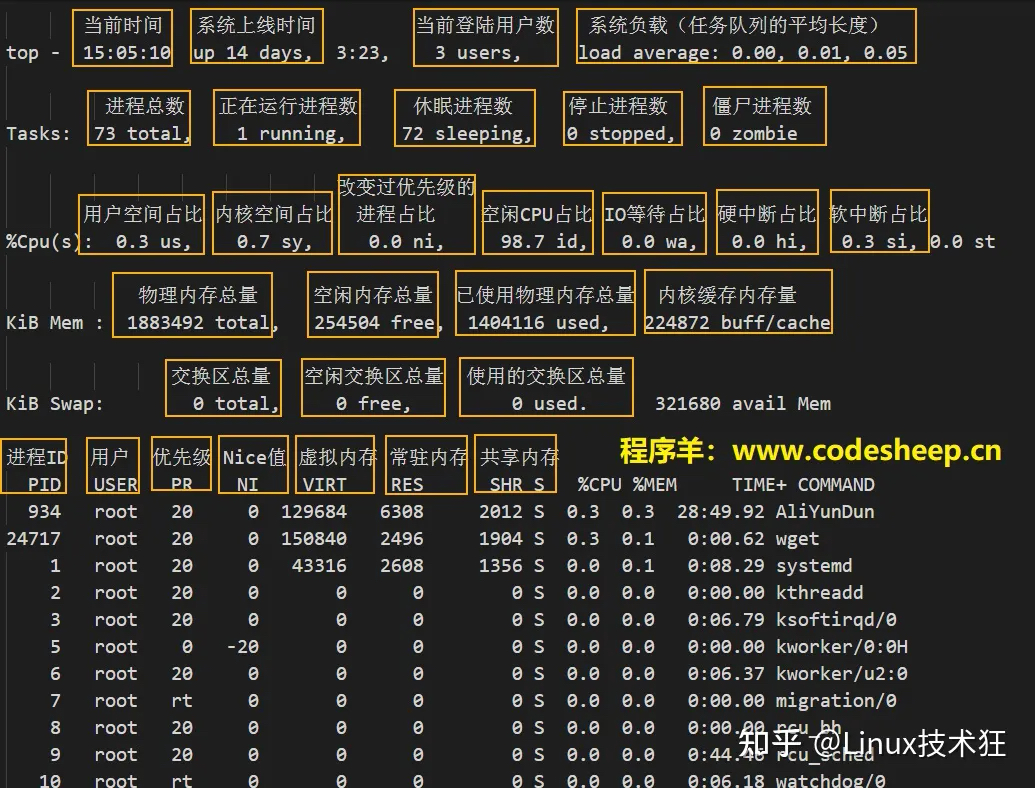 当前时间 系统上线时间 当前登陆用户数 系统负载（任务队列的平均长度）
top - 15:05:10 up 14 days, 3:23, 3 users, load average: 0.00, 0.01, 0.05
进程总数 正在运行进程数 休眠进程数 停止进程数 僵尸进程数
Tasks: 73 total, 1 running, 72 sleeping, 0 stopped, 0 zombie
改变过优先级的
用户空间占比 内核空间占比 进程占比 空闲CPU占比 IO等待占比 硬中断占比 软中断占比
%Cpu(s): 0.3 us, 0.7 sy, 0.0 ni, 98.7 id, 0.0 wa, 0.0 hi, 0.3 si, 0.0 st
物理内存总量 空闲内存总量 已使用物理内存总量 内核缓存内存量
KiB Mem : 1883492 total, 254504 free, 1404116 used, 224872 buff/cache
交换区总量 空闲交换区总量 使用的交换区总量
KiB Swap: 0 total, 0 free, 0 used. 321680 avail Mem
程序羊：www.codesheep.cn
进程ID 用户 优先级 Nice值 虚拟内存 常驻内存 共享内存
PID USER PR NI VIRT RES SHR S %CPU %MEM TIME+ COMMAND
934 root 20 0 129684 6308 2012 S 0.3 0.3 28:49.92 AliYunDun
24717 root 20 0 150840 2496 1904 S 0.3 0.1 0:00.62 wget
1 root 20 0 43316 2608 1356 S 0.0 0.1 0:08.29 systemd
2 root 20 0 0 0 0 S 0.0 0.0 0:00.00 kthreadd
3 root 20 0 0 0 0 S 0.0 0.0 0:06.79 ksoftirqd/0
5 root 0 -20 0 0 0 S 0.0 0.0 0:00.00 kworker/0:0H
6 root 20 0 0 0 0 S 0.0 0.0 0:06.37 kworker/u2:0
7 root rt 0 0 0 0 S 0.0 0.0 0:00.00 migration/0
8 root 20 0 0 0 0 S 0.0 0.0 0:00.00 rcu_bh
9 root 20 0 0 0 0 S 0.0 0.0 0:44.46 rcu_sched
10 root rt 0 0 0 0 S 0.0 0.0 0:06.18 watchdog/0
知乎 @Linux技术狂